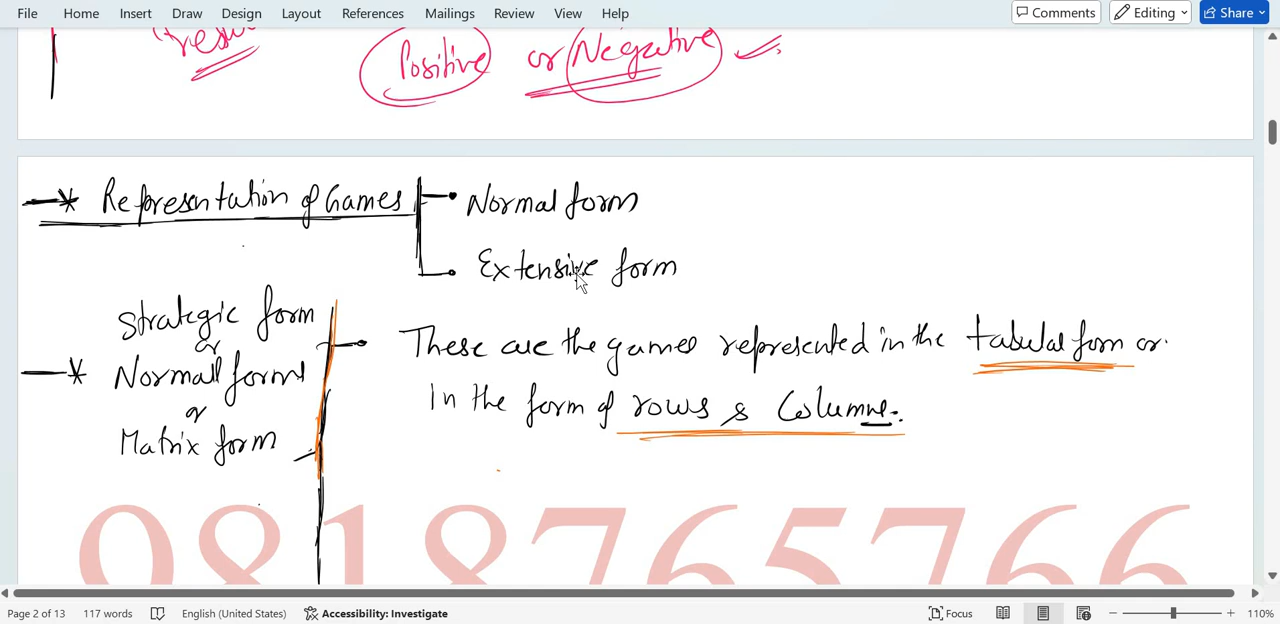 File Home Insert Draw Design Layout References Mailings Review View Help Comments Editing Share
Positive or Negative
Representation of Games
Normal form
Extensive form
Strategic form
or
Normal form
or
Matrix form
These are the games represented in the tabular form or
In the form of rows & Columns.
9818765766
Page 2 of 13 117 words English (United States) Accessibility: Investigate Focus 110%